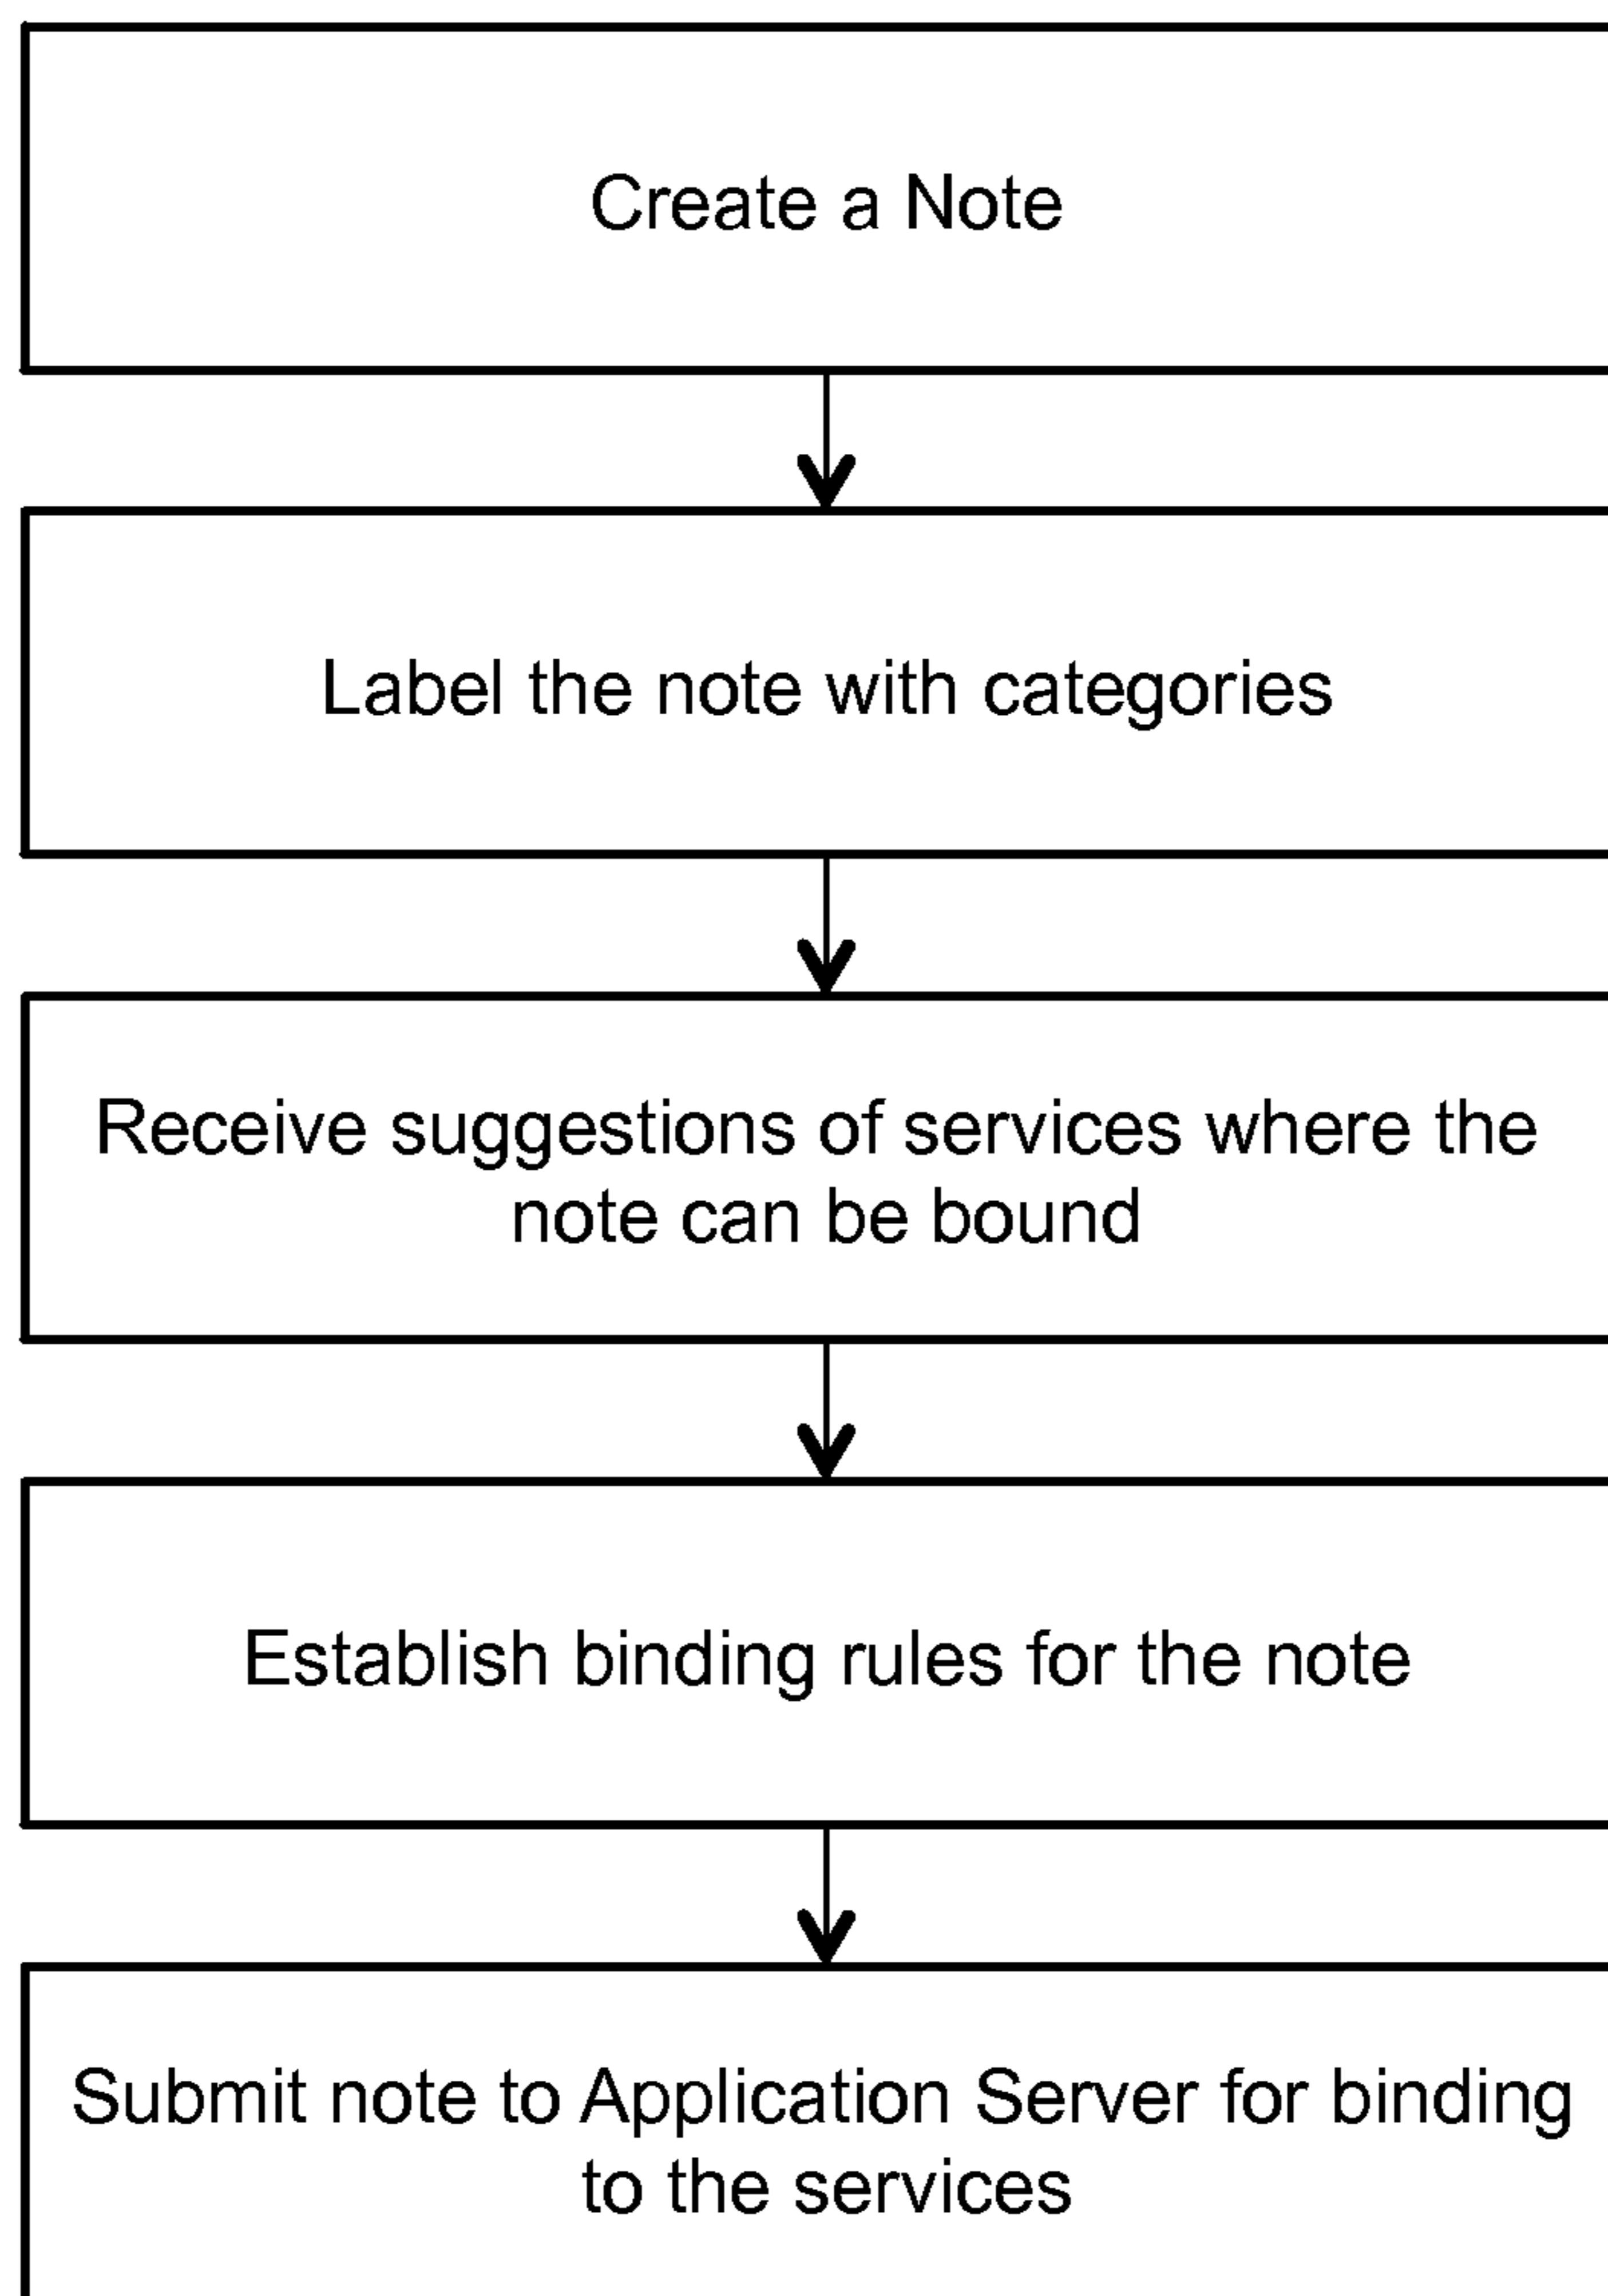 Create a Note
Label the note with categories
Receive suggestions of services where the
note can be bound
Establish binding rules for the note
Submit note to Application Server for binding
to the services